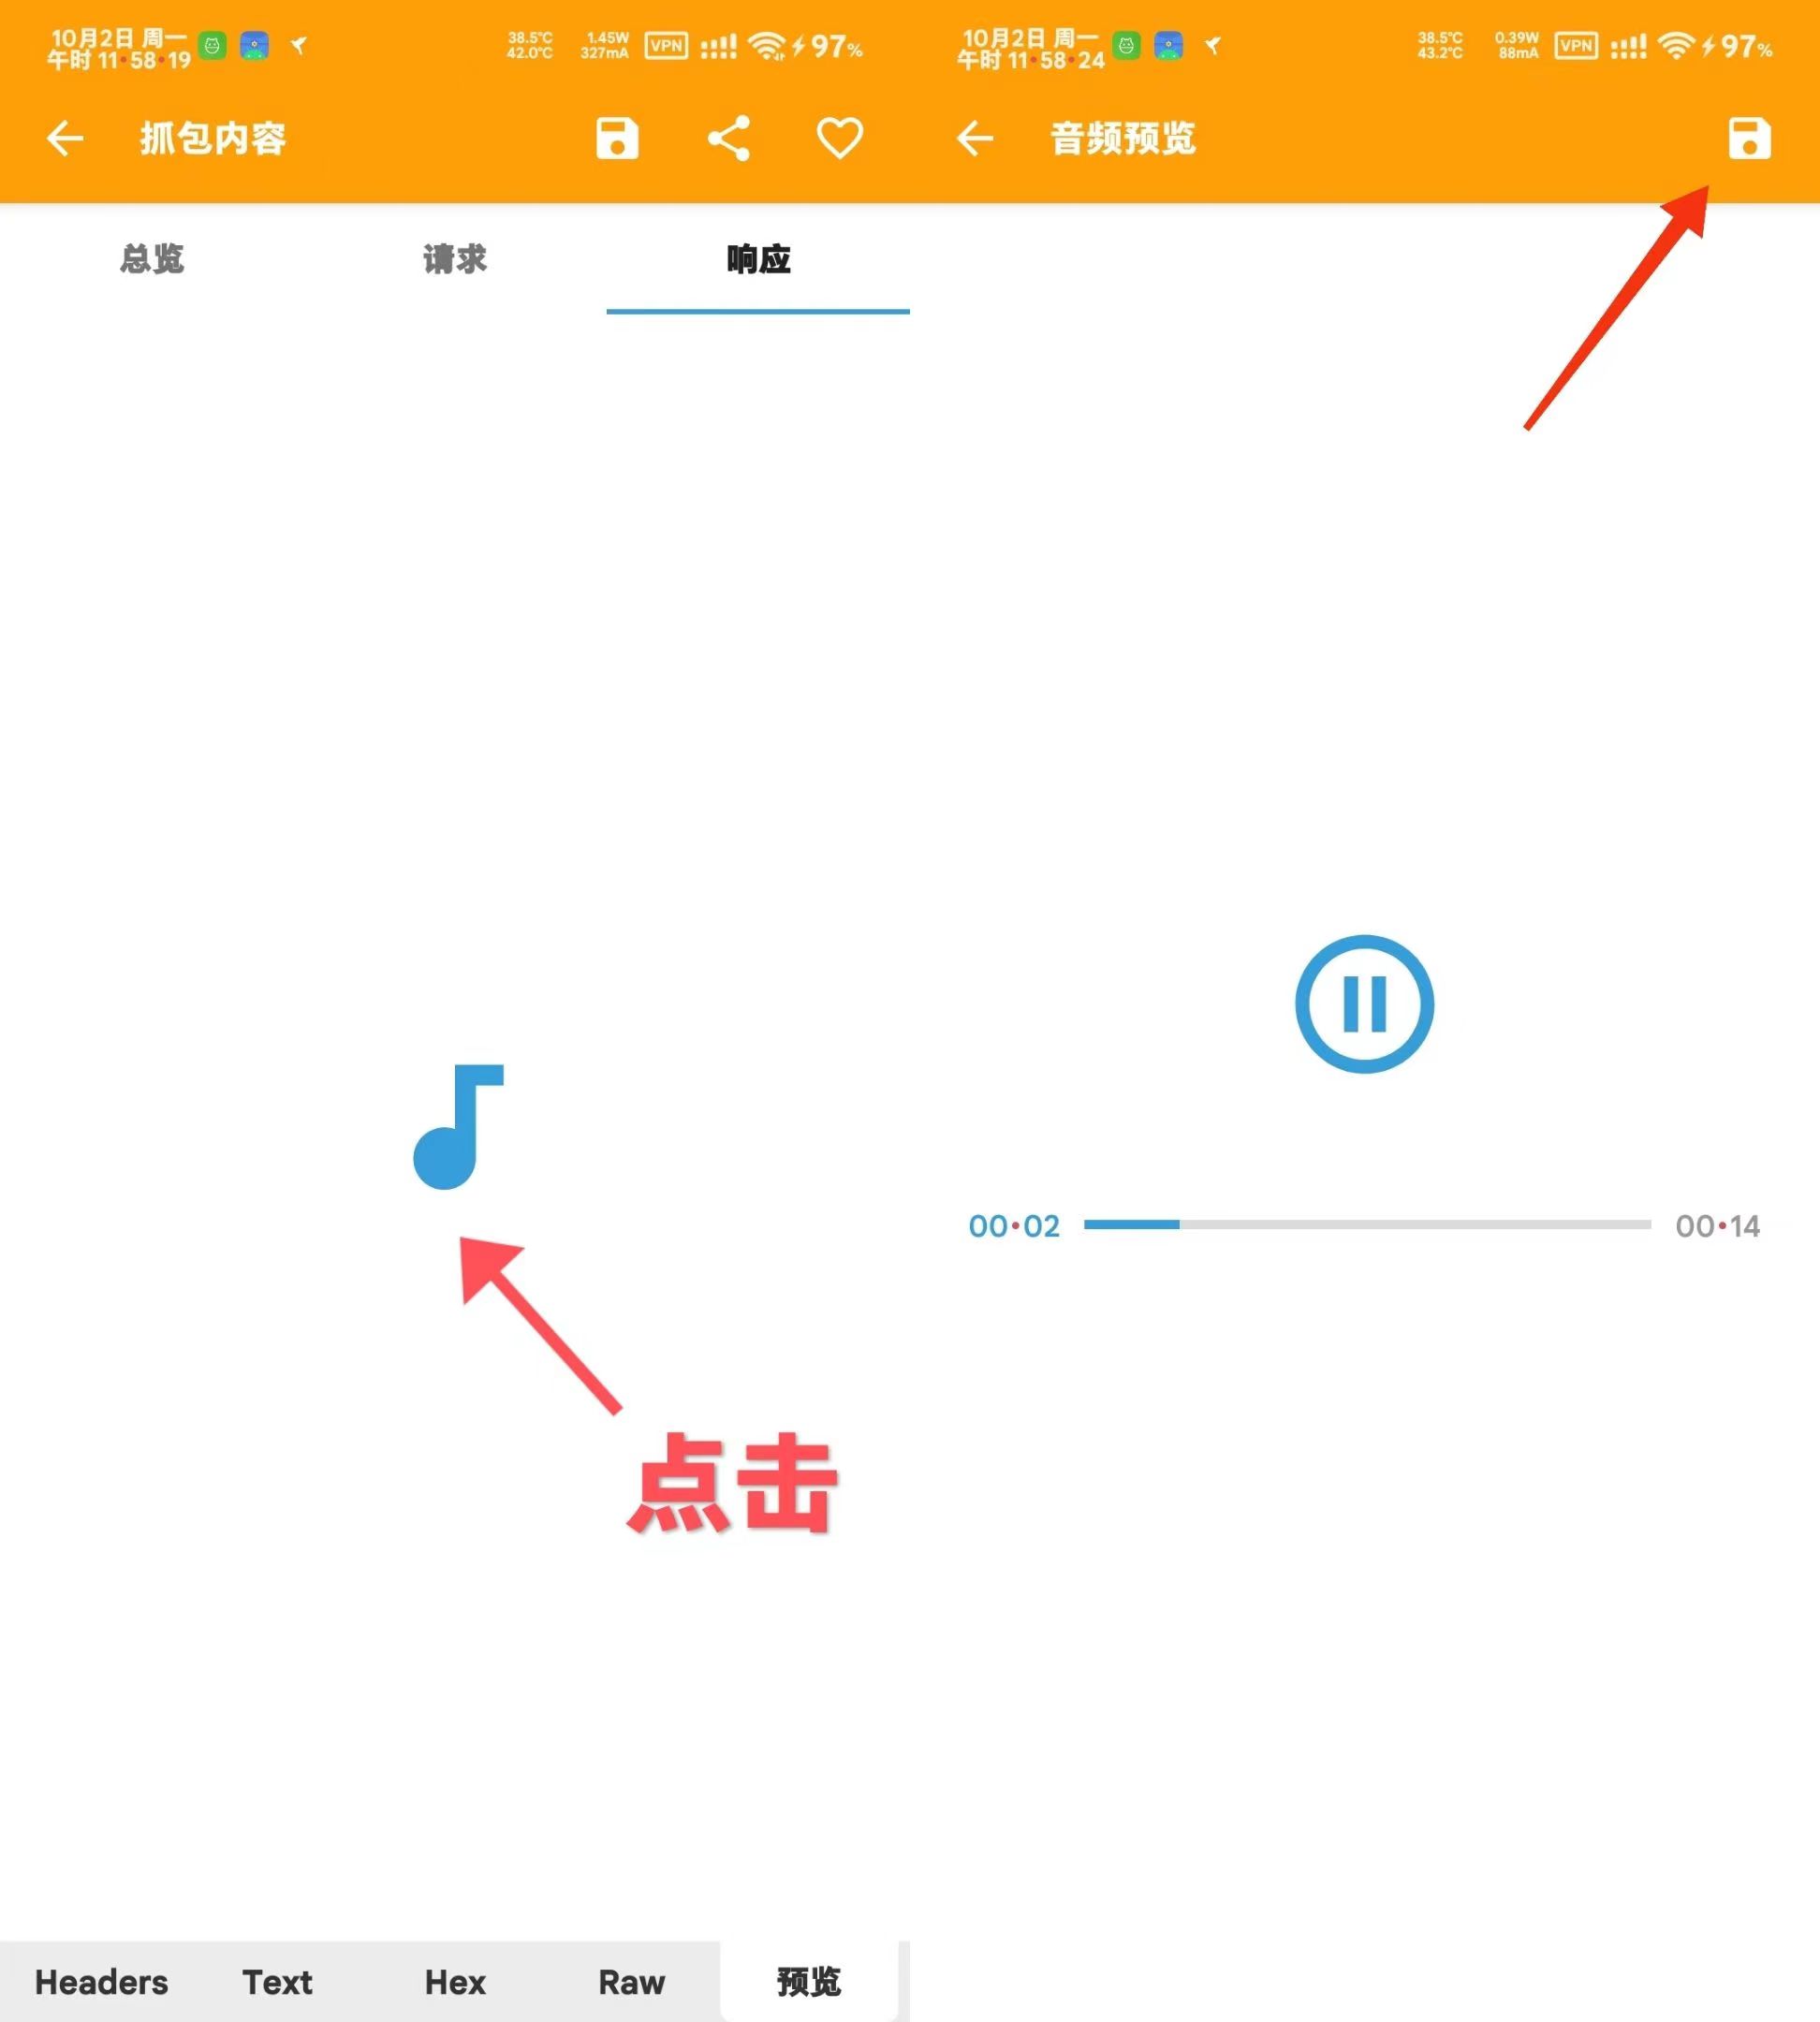 10月2日 周一
午时 11:58:19
38.5℃
42.0℃
1.45W
327mA
VPN
97%
抓包内容
总览
请求
响应
点击
Headers
Text
Hex
Raw
预览
10月2日 周一
午时 11:58:24
38.5℃
43.2℃
0.39W
88mA
VPN
97%
音频预览
00:02
00:14